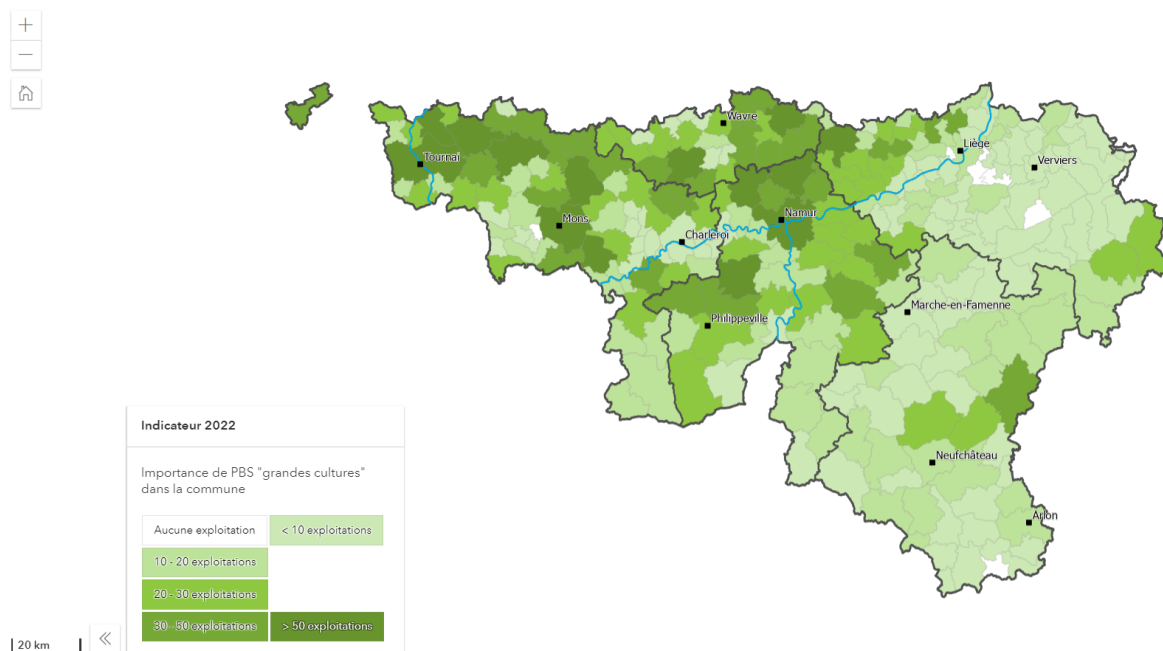 Wavre
Liège
Tournai
Verviers
Namur
Mons
Charleroi
Marche-en-Famenne
Philippeville
Neufchâteau
Arlon
Indicateur 2022
Importance de PBS "grandes cultures"
dans la commune
Aucune exploitation
< 10 exploitations
10 - 20 exploitations
20 - 30 exploitations
30 - 50 exploitations
> 50 exploitations
20 km